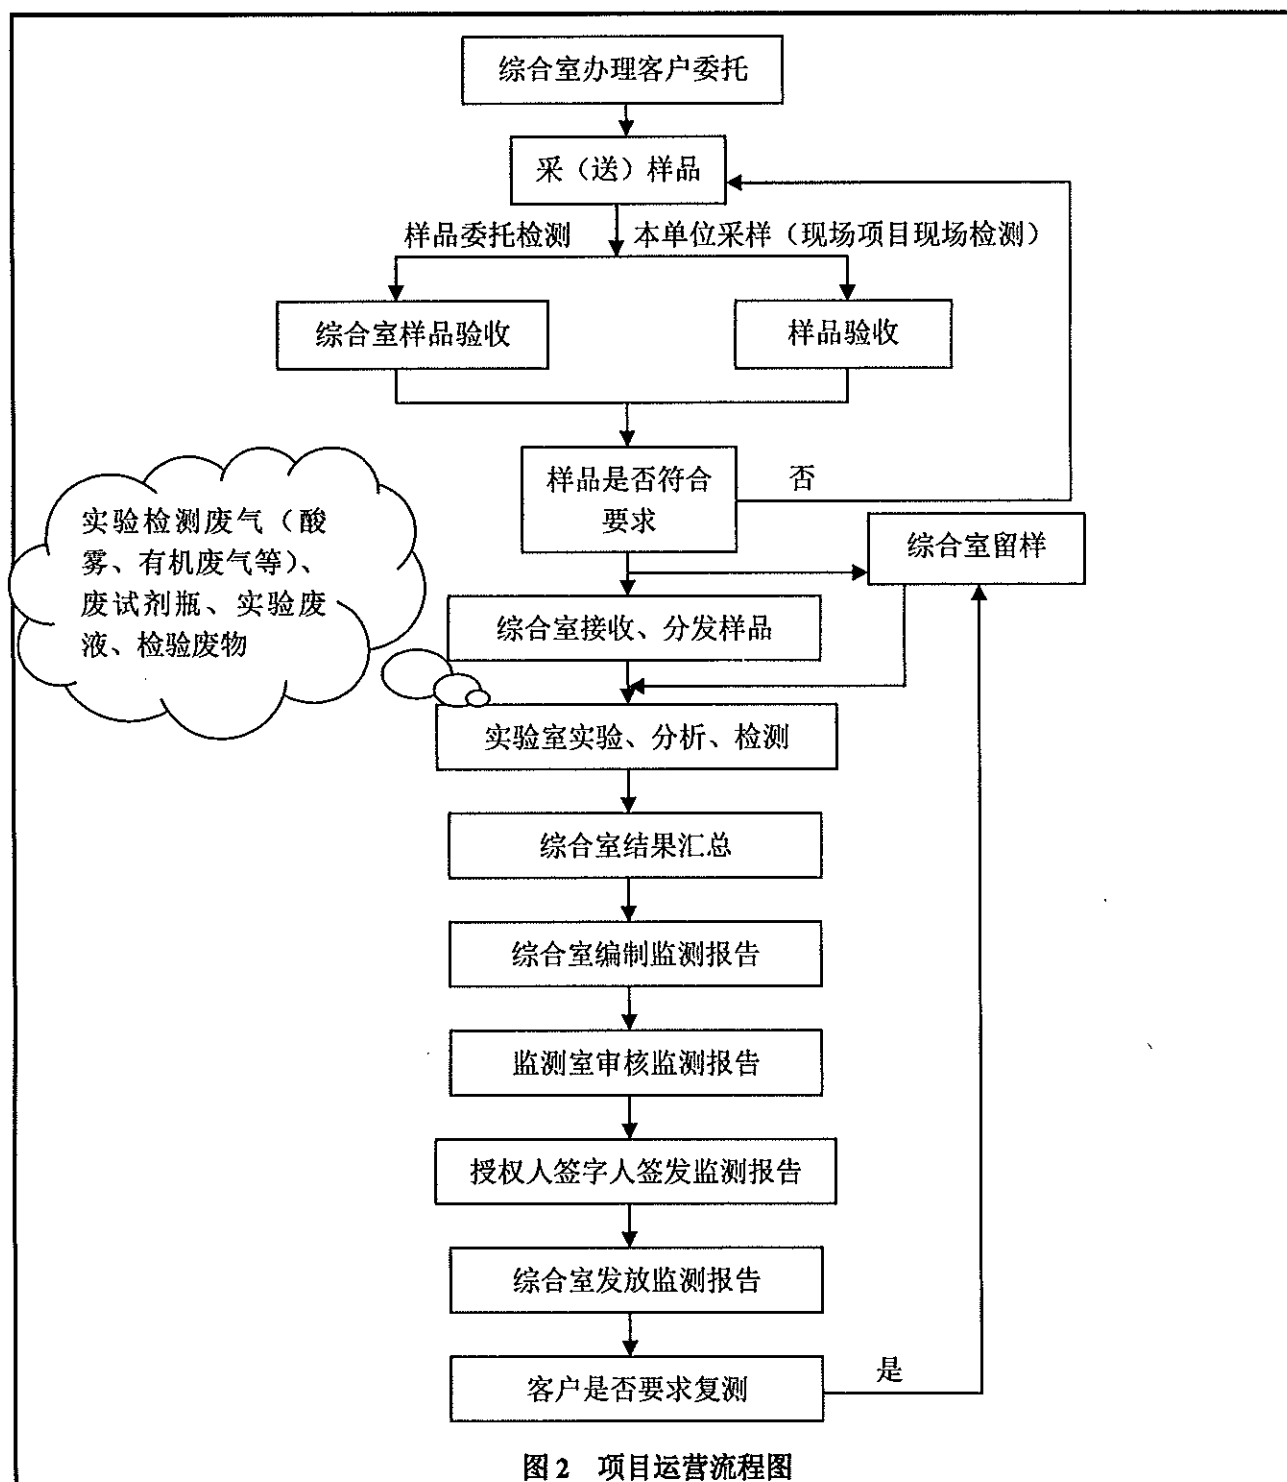 综合室办理客户委托
采（送）样品
样品委托检测
本单位采样（现场项目现场检测）
综合室样品验收
样品验收
样品是否符合
要求
否
实验检测废气（酸
雾、有机废气等）、
废试剂瓶、实验废
液、检验废物
综合室留样
综合室接收、分发样品
实验室实验、分析、检测
综合室结果汇总
综合室编制监测报告
监测室审核监测报告
授权人签字人签发监测报告
综合室发放监测报告
客户是否要求复测
是
图2 项目运营流程图